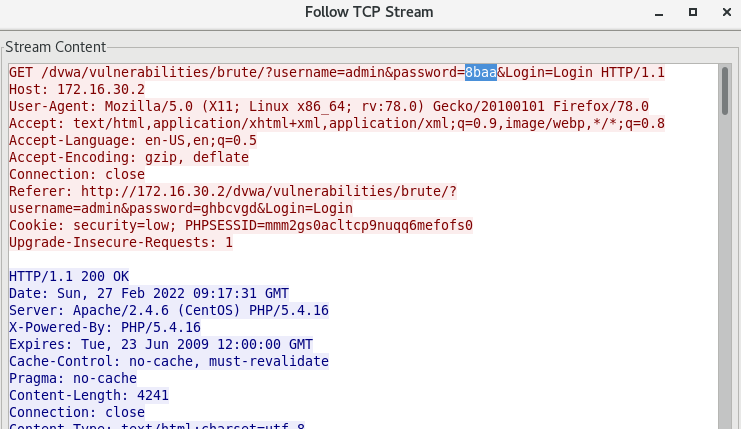 Follow TCP Stream
Stream Content
GET /dvwa/vulnerabilities/brute/?username=admin&password=8baa&Login=Login HTTP/1.1
Host: 172.16.30.2
User-Agent: Mozilla/5.0 (X11; Linux x86_64; rv:78.0) Gecko/20100101 Firefox/78.0
Accept: text/html,application/xhtml+xml,application/xml;q=0.9,image/webp,*/*;q=0.8
Accept-Language: en-US,en;q=0.5
Accept-Encoding: gzip, deflate
Connection: close
Referer: http://172.16.30.2/dvwa/vulnerabilities/brute/?
username=admin&password=ghbcvgd&Login=Login
Cookie: security=low; PHPSESSID=mmm2gs0acltcp9nuqq6mefofs0
Upgrade-Insecure-Requests: 1
HTTP/1.1 200 OK
Date: Sun, 27 Feb 2022 09:17:31 GMT
Server: Apache/2.4.6 (CentOS) PHP/5.4.16
X-Powered-By: PHP/5.4.16
Expires: Tue, 23 Jun 2009 12:00:00 GMT
Cache-Control: no-cache, must-revalidate
Pragma: no-cache
Content-Length: 4241
Connection: close
Content-Type: text/html;charset=utf-8